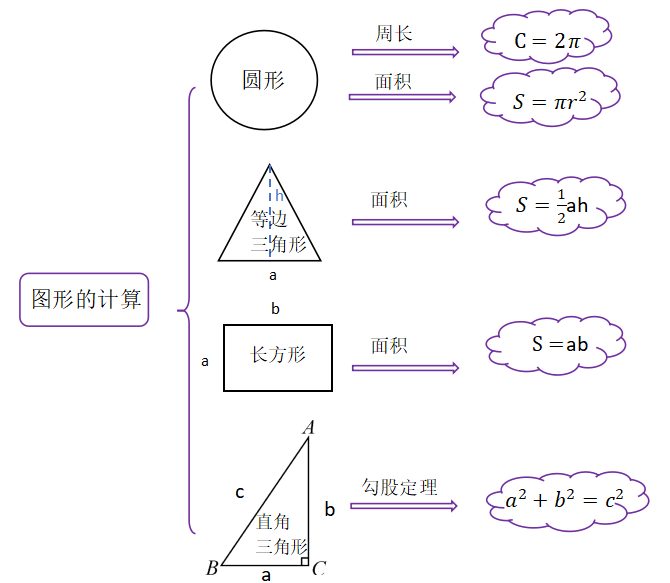 图形的计算
圆形
周长
C = 2π
面积
S = πr²
h
等边
三角形
a
面积
S = ½ah
b
a
长方形
面积
S =ab
A
c
b
直角
三角形
B
a
C
勾股定理
a² + b² = c²